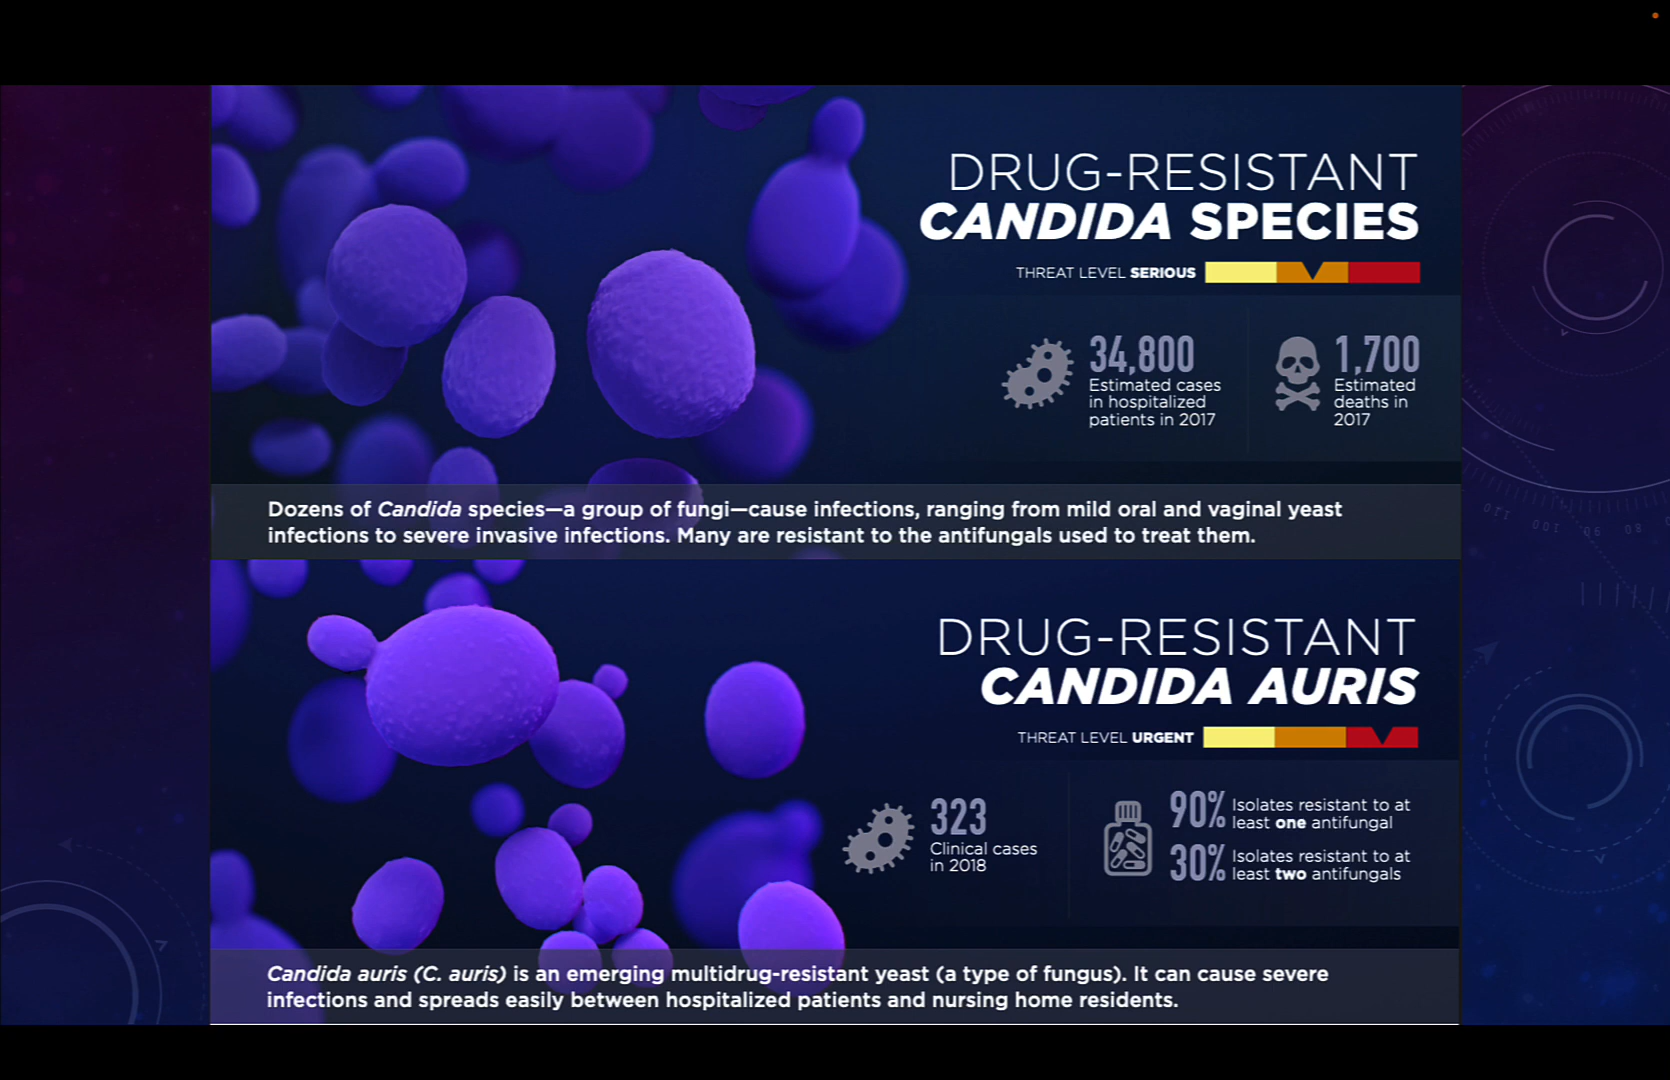 DRUG-RESISTANT
CANDIDA SPECIES
THREAT LEVEL SERIOUS
34,800
Estimated cases
in hospitalized
patients in 2017
1,700
Estimated
deaths in
2017
Dozens of Candida species—a group of fungi—cause infections, ranging from mild oral and vaginal yeast
infections to severe invasive infections. Many are resistant to the antifungals used to treat them.
DRUG-RESISTANT
CANDIDA AURIS
THREAT LEVEL URGENT
323
Clinical cases
in 2018
90% Isolates resistant to at
least one antifungal
30% Isolates resistant to at
least two antifungals
Candida auris (C. auris) is an emerging multidrug-resistant yeast (a type of fungus). It can cause severe
infections and spreads easily between hospitalized patients and nursing home residents.